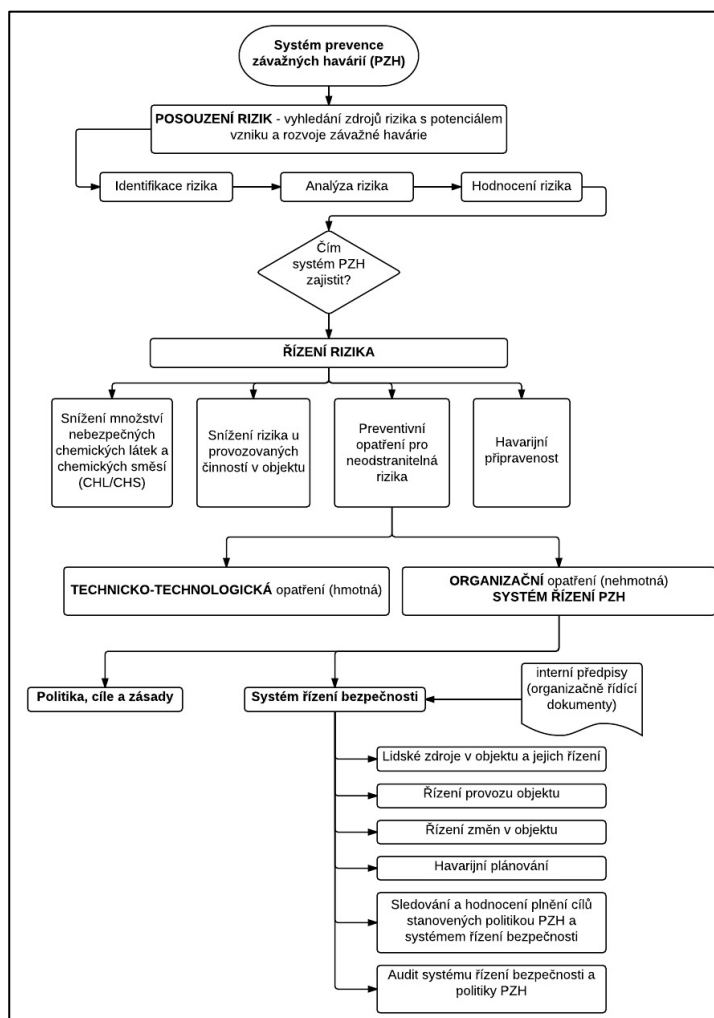 Systém prevence
závažných havárií (PZH)
POSOUZENÍ RIZIK - vyhledání zdrojů rizika s potenciálem
vzniku a rozvoje závažné havárie
Identifikace rizika
Analýza rizika
Hodnocení rizika
Čím
systém PZH
zajistit?
ŘÍZENÍ RIZIKA
Snížení množství
nebezpečných
chemických látek a
chemických směsí
(CHL/CHS)
Snížení rizika u
provozovaných
činností v objektu
Preventivní
opatření pro
neodstranitelná
rizika
Havarijní
připravenost
TECHNICKO-TECHNOLOGICKÁ opatření (hmotná)
ORGANIZAČNÍ opatření (nehmotná)
SYSTÉM ŘÍZENÍ PZH
Politika, cíle a zásady
Systém řízení bezpečnosti
interní předpisy
(organizačně řídící
dokumenty)
Lidské zdroje v objektu a jejich řízení
Řízení provozu objektu
Řízení změn v objektu
Havarijní plánování
Sledování a hodnocení plnění cílů
stanovených politikou PZH a
systémem řízení bezpečnosti
Audit systému řízení bezpečnosti a
politiky PZH